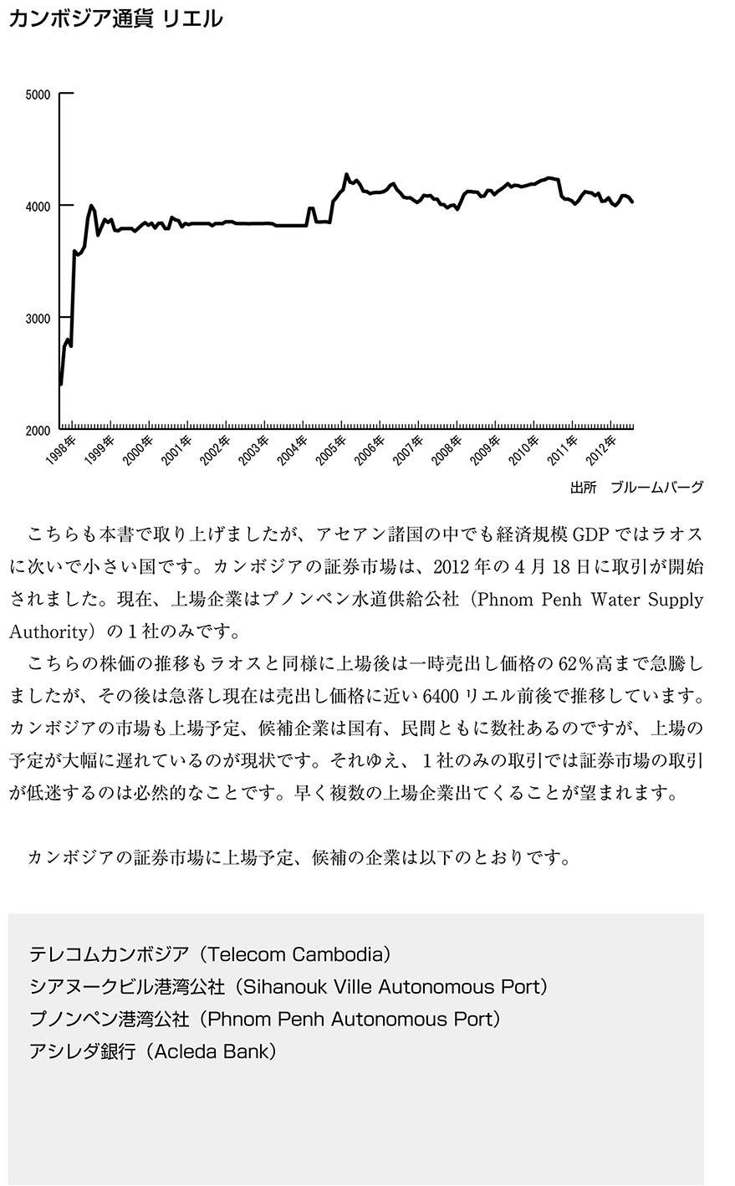 カンボジア通貨 リエル
5000
4000
3000
2000
1998年 1999年 2000年 2001年 2002年 2003年 2004年 2005年 2006年 2007年 2008年 2009年 2010年 2011年 2012年
出所　ブルームバーグ
　こちらも本書で取り上げましたが、アセアン諸国の中でも経済規模 GDP ではラオス
に次いで小さい国です。カンボジアの証券市場は、2012 年の 4 月 18 日に取引が開始
されました。現在、上場企業はプノンペン水道供給公社（Phnom Penh Water Supply
Authority）の１社のみです。
　こちらの株価の推移もラオスと同様に上場後は一時売出し価格の 62％高まで急騰し
ましたが、その後は急落し現在は売出し価格に近い 6400 リエル前後で推移しています。
カンボジアの市場も上場予定、候補企業は国有、民間ともに数社あるのですが、上場の
予定が大幅に遅れているのが現状です。それゆえ、１社のみの取引では証券市場の取引
が低迷するのは必然的なことです。早く複数の上場企業出てくることが望まれます。
　カンボジアの証券市場に上場予定、候補の企業は以下のとおりです。
テレコムカンボジア（Telecom Cambodia）
シアヌークビル港湾公社（Sihanouk Ville Autonomous Port）
プノンペン港湾公社（Phnom Penh Autonomous Port）
アシレダ銀行（Acleda Bank）